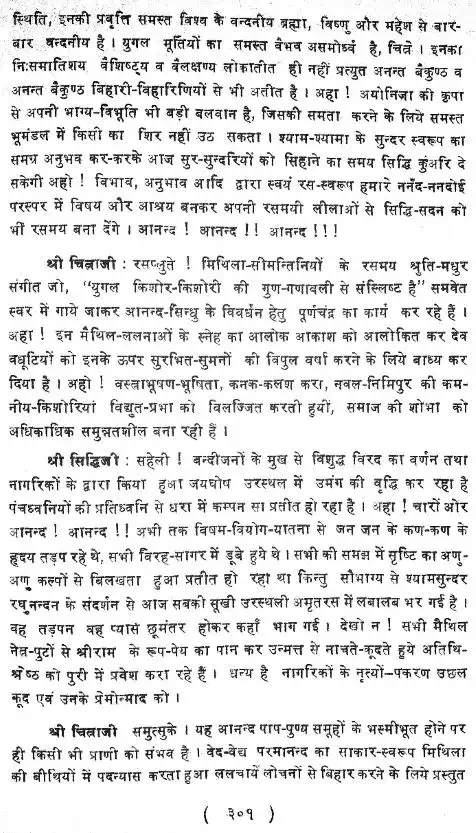 स्थिति, इनकी प्रवृत्ति समस्त विश्व के वन्दनीय ब्रह्मा, विष्णु और महेश से बार-
बार वन्दनीय है। युगल मूर्तियों का समस्त वैभव असमोर्ध्व है, चित्रे। इनका
निःसमातिशय वैशिष्ट्य व वैलक्षण्य लोकातीत ही नहीं प्रत्युत अनन्त बैकुण्ठ व
अनन्त बैकुण्ठ बिहारी-विहारिणियों से भी अतीत है। अहा! अयोनिजा की कृपा
से अपनी भाग्य-विभूति भी बड़ी बलवान है, जिसकी समता करने के लिये समस्त
भूमंडल में किसी का शिर नहीं उठ सकता। श्याम-श्यामा के सुन्दर स्वरूप का
समग्र अनुभव कर-करके आज सुर-सुन्दरियों को सिहाने का समय सिद्धि कुँअरि दे
सकेगी अहो! विभाव, अनुभाव आदि द्वारा स्वयं रस-स्वरूप हमारे ननँद-ननदोई
परस्पर में विषय और आश्रय बनकर अपनी रसमयी लीलाओं से सिद्धि-सदन को
भी रसमय बना देंगे। आनन्द! आनन्द!! आनन्द!!!
श्री चित्राजी : रसप्लुते! मिथिला-सीमन्तिनियों के रसमय श्रुति-मधुर
संगीत जो, "युगल किशोर-किशोरी की गुण-गणावली से संश्लिष्ट है" समवेत
स्वर में गाये जाकर आनन्द-सिन्धु के विवर्धन हेतु पूर्णचंद्र का कार्य कर रहे हैं।
अहा! इन मैथिल-ललनाओं के स्नेह का आलोक आकाश को आलोकित कर देव
वधूटियों को इनके ऊपर सुरभित-सुमनों की विपुल वर्षा करने के लिये बाध्य कर
दिया है। अहो! वस्त्राभूषण-भूषिता, कनक-कलश करा, नवल-निमिपुर की कम-
नीय-किशोरियां विद्युत-प्रभा को विलज्जित करती हुयीं, समाज की शोभा को
अधिकाधिक समुन्नतशील बना रही हैं।
श्री सिद्धिजी : सहेली! बन्दीजनों के मुख से विशुद्ध विरद का वर्णन तथा
नागरिकों के द्वारा किया हुआ जयघोष उरस्थल में उमंग की वृद्धि कर रहा है
पंचध्वनियों की प्रतिध्वनि से धरा में कम्पन सा प्रतीत हो रहा है। अहा! चारों ओर
आनन्द! आनन्द!! अभी तक विषम-वियोग-यातना से जन जन के कण-कण के
हृदय तड़प रहे थे, सभी विरह-सागर में डूबे हुये थे। सभी की समझ में सृष्टि का अणु-
अणु कल्पों से बिलखता हुआ प्रतीत हो रहा था किन्तु सौभाग्य से श्यामसुन्दर
रघुनन्दन के संदर्शन से आज सबकी सूखी उरस्थली अमृतरस में लबालब भर गई है।
वह तड़पन वह प्यास छूमंतर होकर कहाँ भाग गई। देखो न! सभी मैथिल
नेत्र-पुटों से श्रीराम के रूप-पेय का पान कर उन्मत्त से नाचते-कूदते हुये अतिथि-
श्रेष्ठ को पुरी में प्रवेश करा रहे हैं। धन्य है नागरिकों के नृत्यो-पकरण उछल
कूद एवं उनके प्रेमोन्माद को।
श्री चित्राजी समुत्सुके। यह आनन्द पाप-पुण्य समूहों के भस्मीभूत होने पर
ही किसी भी प्राणी को संभव है। वेद-वेद्य परमानन्द का साकार-स्वरूप मिथिला
की बीथियों में पदन्यास करता हुआ ललचायें लोचनों से बिहार करने के लिये प्रस्तुत
( ३०१ )